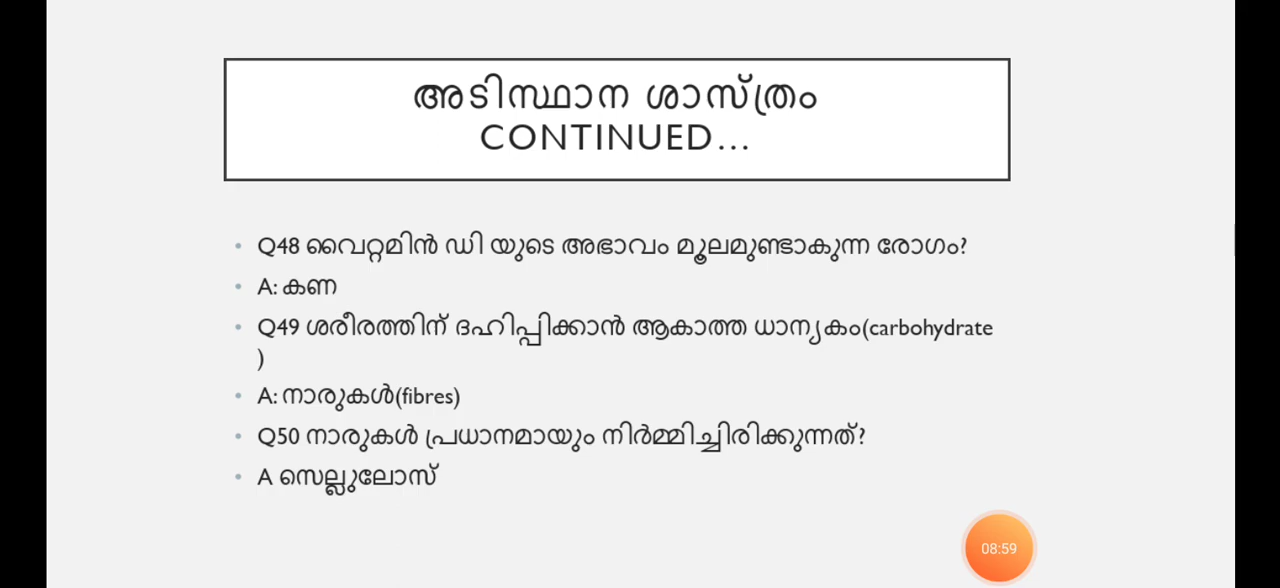 അടിസ്ഥാന ശാസ്ത്രം
CONTINUED...
• Q48 വൈറ്റമിൻ ഡി യുടെ അഭാവം മൂലമുണ്ടാകുന്ന രോഗം?
• A: കണ
• Q49 ശരീരത്തിന് ദഹിപ്പിക്കാൻ ആകാത്ത ധാന്യകം(carbohydrate
)
• A: നാരുകൾ(fibres)
• Q50 നാരുകൾ പ്രധാനമായും നിർമ്മിച്ചിരിക്കുന്നത്?
• A സെല്ലുലോസ്
08:59